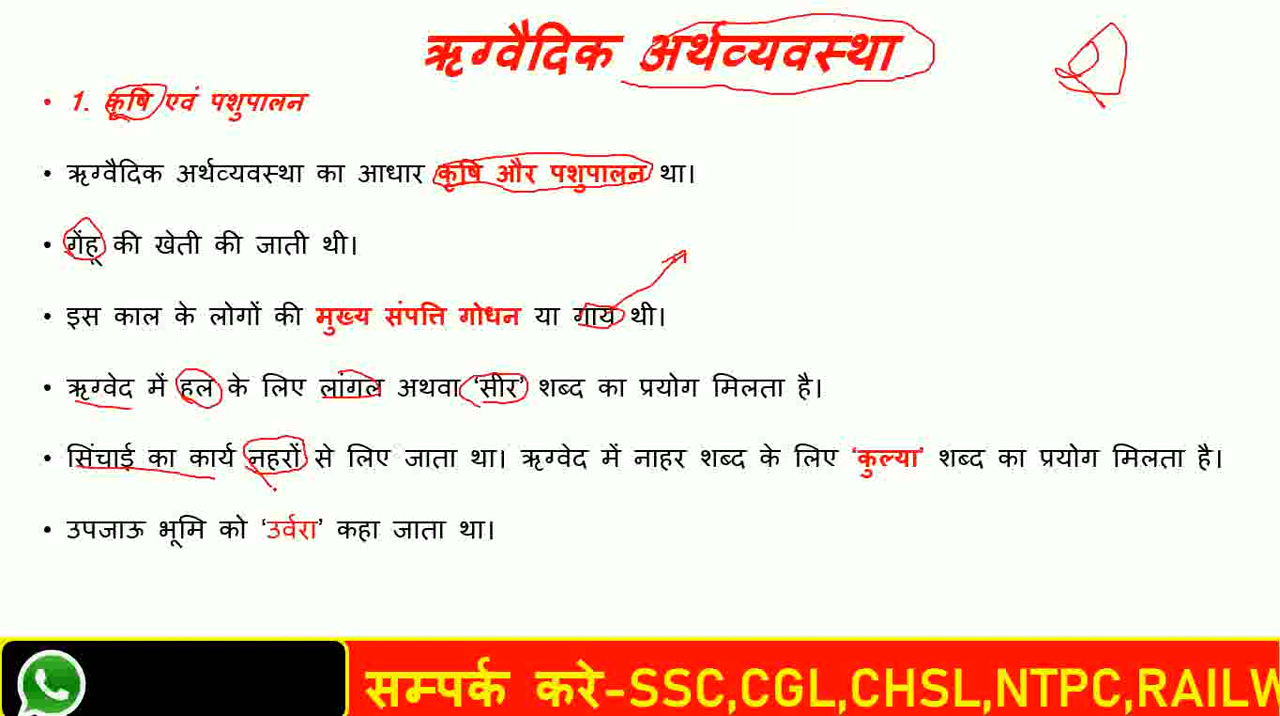 ऋग्वैदिक अर्थव्यवस्था
• 1. कृषि एवं पशुपालन
• ऋग्वैदिक अर्थव्यवस्था का आधार कृषि और पशुपालन था।
• गेंहू की खेती की जाती थी।
• इस काल के लोगों की मुख्य संपत्ति गोधन या गाय थी।
• ऋग्वेद में हल के लिए लांगल अथवा ‘सीर’ शब्द का प्रयोग मिलता है।
• सिंचाई का कार्य नहरों से लिए जाता था। ऋग्वेद में नाहर शब्द के लिए ‘कुल्या’ शब्द का प्रयोग मिलता है।
• उपजाऊ भूमि को ‘उर्वरा’ कहा जाता था।
सम्पर्क करे-SSC,CGL,CHSL,NTPC,RAILW